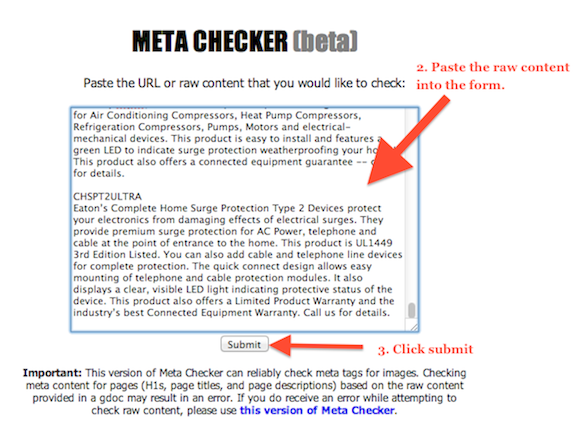 META CHECKER (beta)
Paste the URL or raw content that you would like to check:
2. Paste the raw content
into the form.
for Air Conditioning Compressors, Heat Pump Compressors,
Refrigeration Compressors, Pumps, Motors and electrical-
mechanical devices. This product is easy to install and features a
green LED to indicate surge protection weatherproofing your
This product also offers a connected equipment guarantee --
for details.
CHSPT2ULTRA
Eaton's Complete Home Surge Protection Type 2 Devices protect
your electronics from damaging effects of electrical surges. They
provide premium surge protection for AC Power, telephone and
cable at the point of entrance to the home. This product is UL1449
3rd Edition Listed. You can also add cable and telephone line devices
for complete protection. The quick connect design allows easy
mounting of telephone and cable protection modules. It also
displays a clear, visible LED light indicating protective status of the
device. This product also offers a Limited Product Warranty and the
industry's best Connected Equipment Warranty. Call us for details.
Submit
3. Click submit
Important: This version of Meta Checker can reliably check meta tags for images. Checking
meta content for pages (H1s, page titles, and page descriptions) based on the raw content
provided in a gdoc may result in an error. If you do receive an error while attempting to
check raw content, please use this version of Meta Checker.